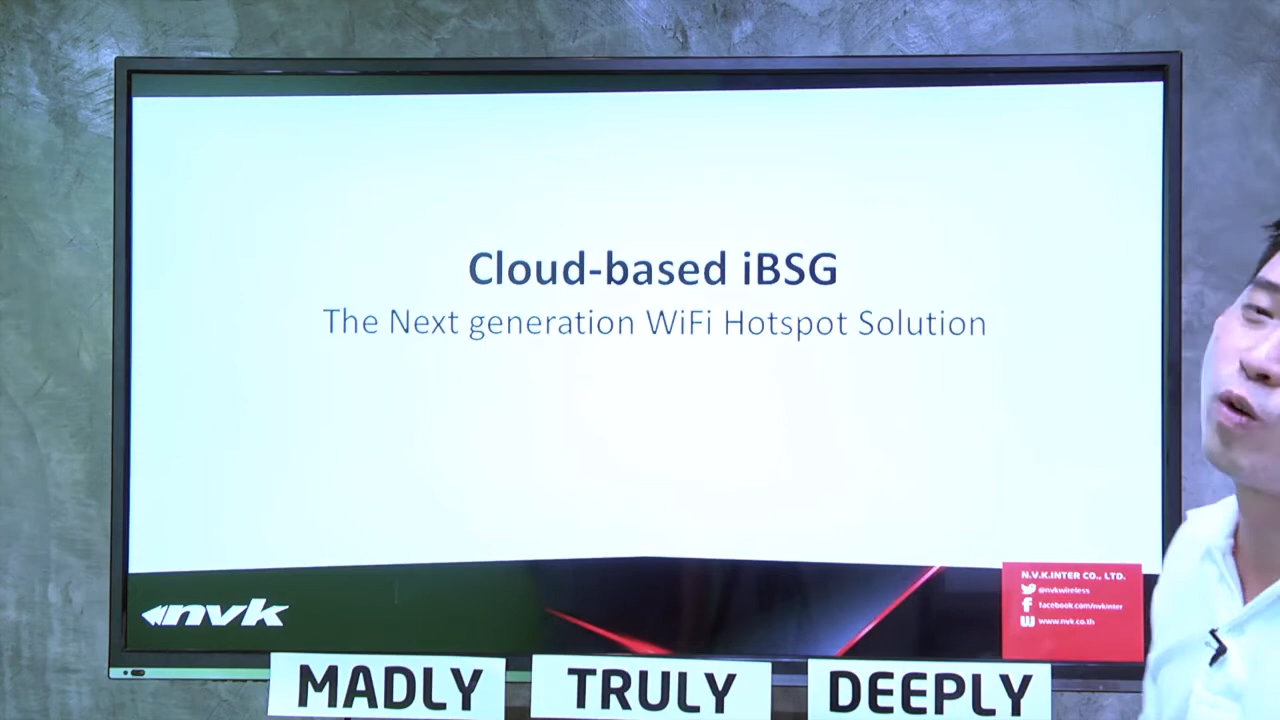 Cloud-based iBSG
The Next generation WiFi Hotspot Solution
nvk
N.V.K.INTER CO., LTD.
@nvkwireless
facebook.com/nvkinter
www.nvk.co.th
MADLY TRULY DEEPLY